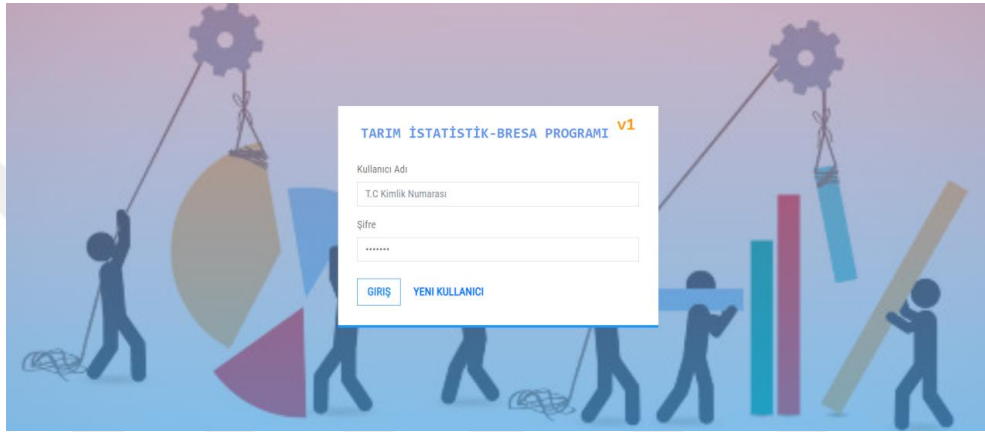 TARIM İSTATİSTİK-BRESA PROGRAMI v1
Kullanıcı Adı
T.C Kimlik Numarası
Şifre
•••••••
GIRIŞ YENI KULLANICI